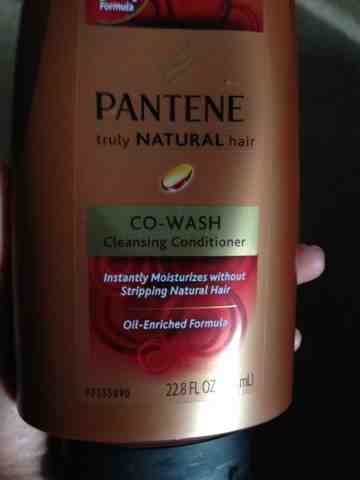 Formula
PANTENE
truly NATURAL hair
CO-WASH
Cleansing Conditioner
Instantly Moisturizes without
Stripping Natural Hair
Oil-Enriched Formula
22.8 FL OZ mL)